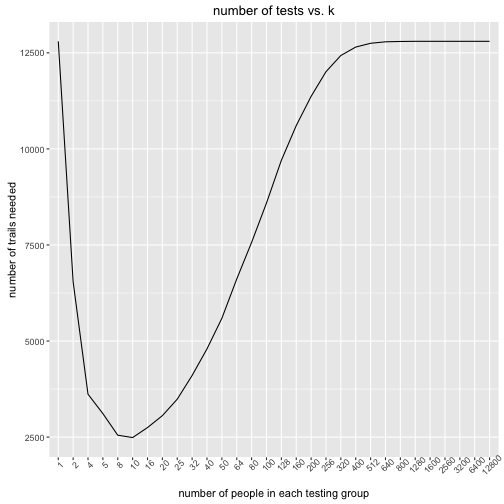 number of tests vs. k
number of trails needed
12500
10000
7500
5000
2500
1 2 4 5 8 10 16 20 25 32 40 50 64 80 100 128 160 200 256 320 400 512 640 800 1280 1600 2560 3200 6400 12800
number of people in each testing group